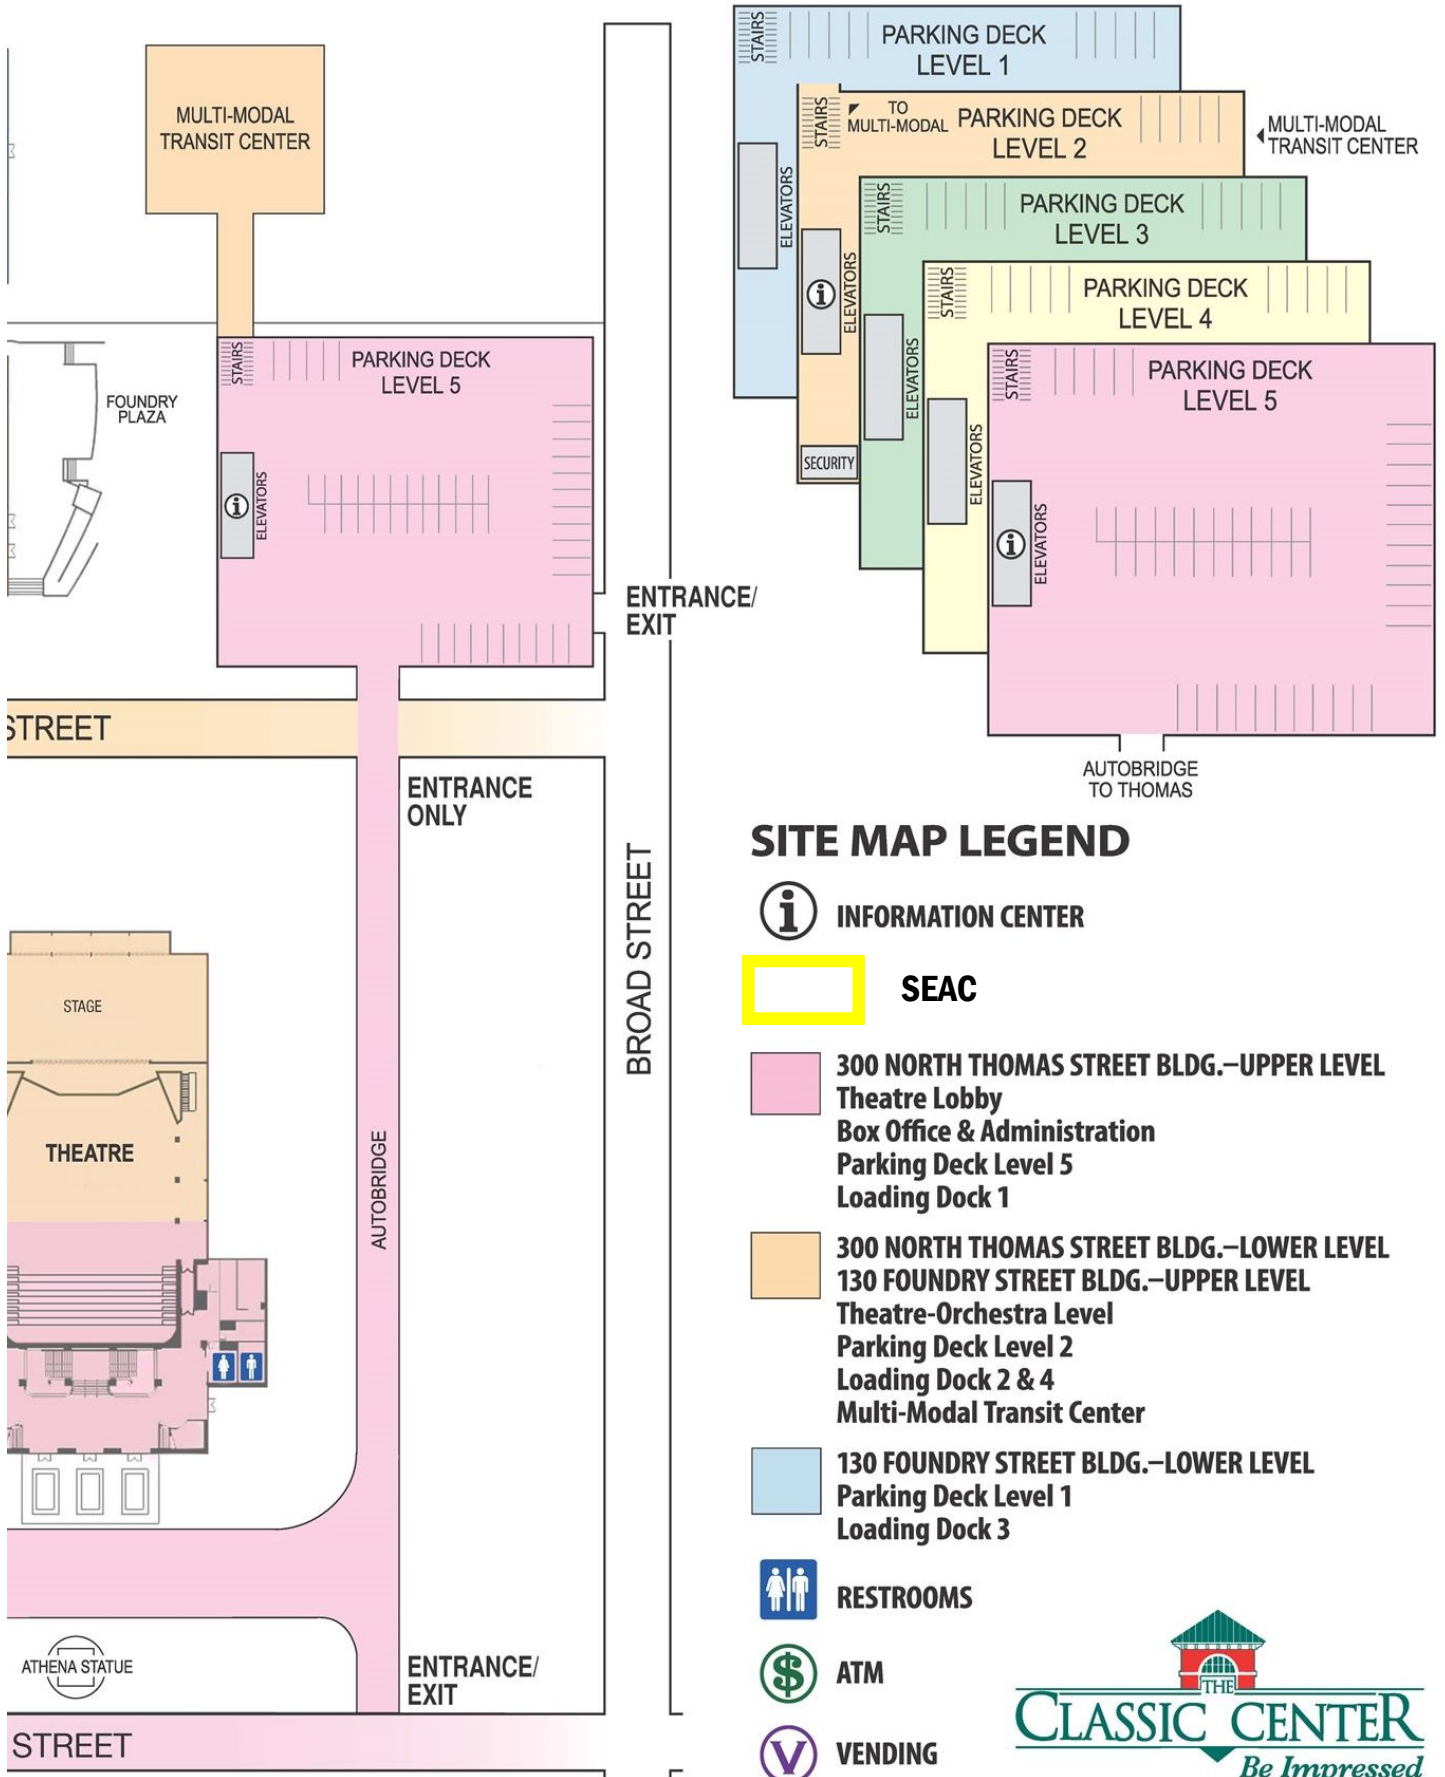 MULTI-MODAL
TRANSIT CENTER
STAIRS
PARKING DECK
LEVEL 5
FOUNDRY
PLAZA
i
ELEVATORS
ENTRANCE/
EXIT
STREET
ENTRANCE
ONLY
BROAD STREET
STAGE
THEATRE
AUTOBRIDGE
ATHENA STATUE
ENTRANCE/
EXIT
STREET
STAIRS
PARKING DECK
LEVEL 1
ELEVATORS
STAIRS
TO
MULTI-MODAL
PARKING DECK
LEVEL 2
MULTI-MODAL
TRANSIT CENTER
i
ELEVATORS
SECURITY
STAIRS
PARKING DECK
LEVEL 3
ELEVATORS
STAIRS
PARKING DECK
LEVEL 4
ELEVATORS
STAIRS
PARKING DECK
LEVEL 5
i
ELEVATORS
AUTOBRIDGE
TO THOMAS
SITE MAP LEGEND
i INFORMATION CENTER
SEAC
300 NORTH THOMAS STREET BLDG.–UPPER LEVEL
Theatre Lobby
Box Office & Administration
Parking Deck Level 5
Loading Dock 1
300 NORTH THOMAS STREET BLDG.–LOWER LEVEL
130 FOUNDRY STREET BLDG.–UPPER LEVEL
Theatre-Orchestra Level
Parking Deck Level 2
Loading Dock 2 & 4
Multi-Modal Transit Center
130 FOUNDRY STREET BLDG.–LOWER LEVEL
Parking Deck Level 1
Loading Dock 3
RESTROOMS
$ ATM
V VENDING
THE
CLASSIC CENTER
Be Impressed